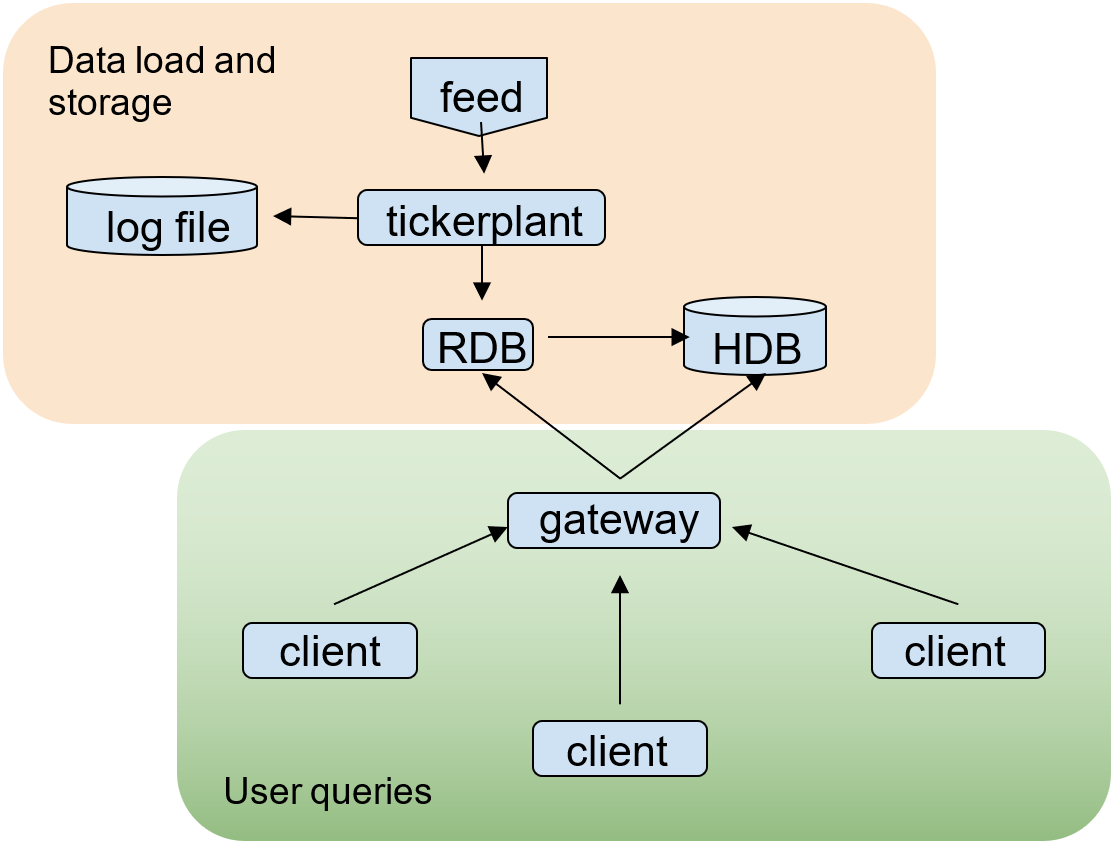 Data load and
storage
feed
log file
tickerplant
RDB
HDB
gateway
client
client
client
User queries